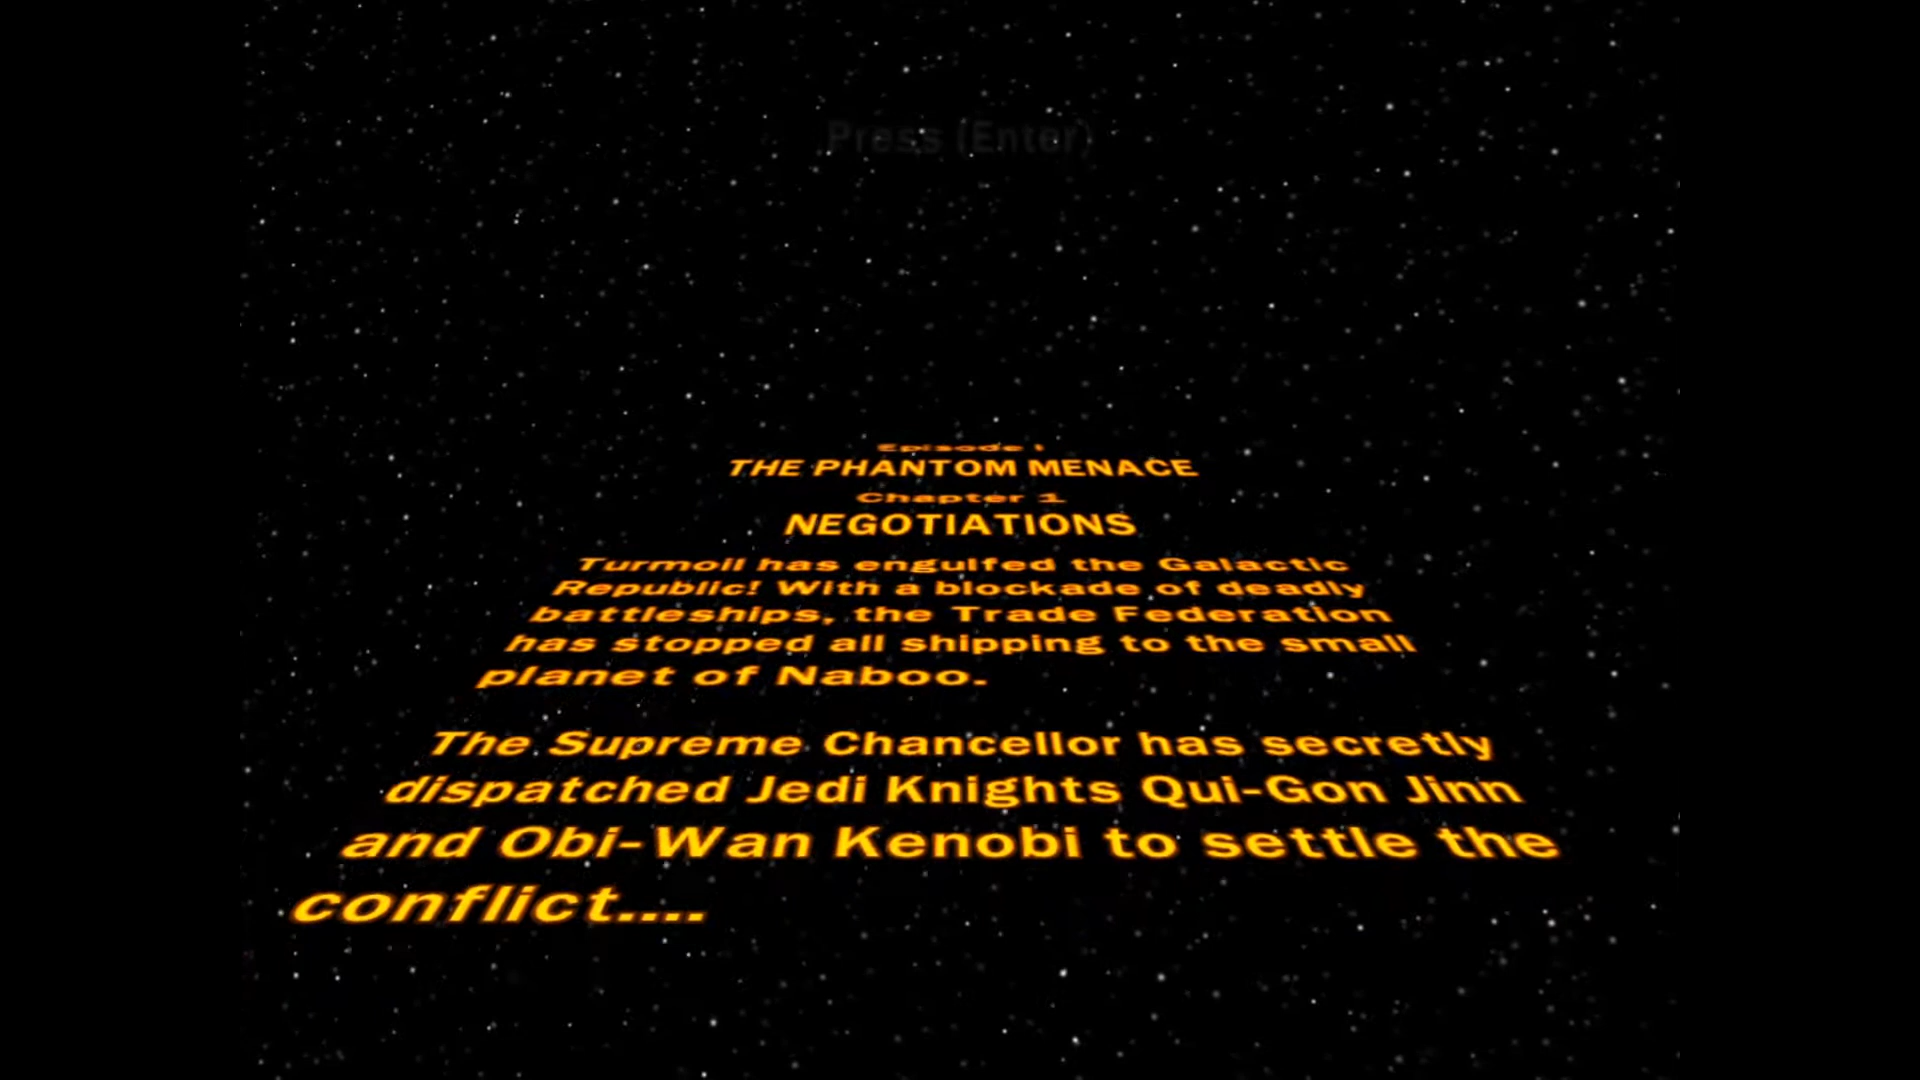 Press (Enter)
Episode I
THE PHANTOM MENACE
Chapter 1
NEGOTIATIONS
Turmoil has engulfed the Galactic
Republic! With a blockade of deadly
battleships, the Trade Federation
has stopped all shipping to the small
planet of Naboo.
The Supreme Chancellor has secretly
dispatched Jedi Knights Qui-Gon Jinn
and Obi-Wan Kenobi to settle the
conflict....